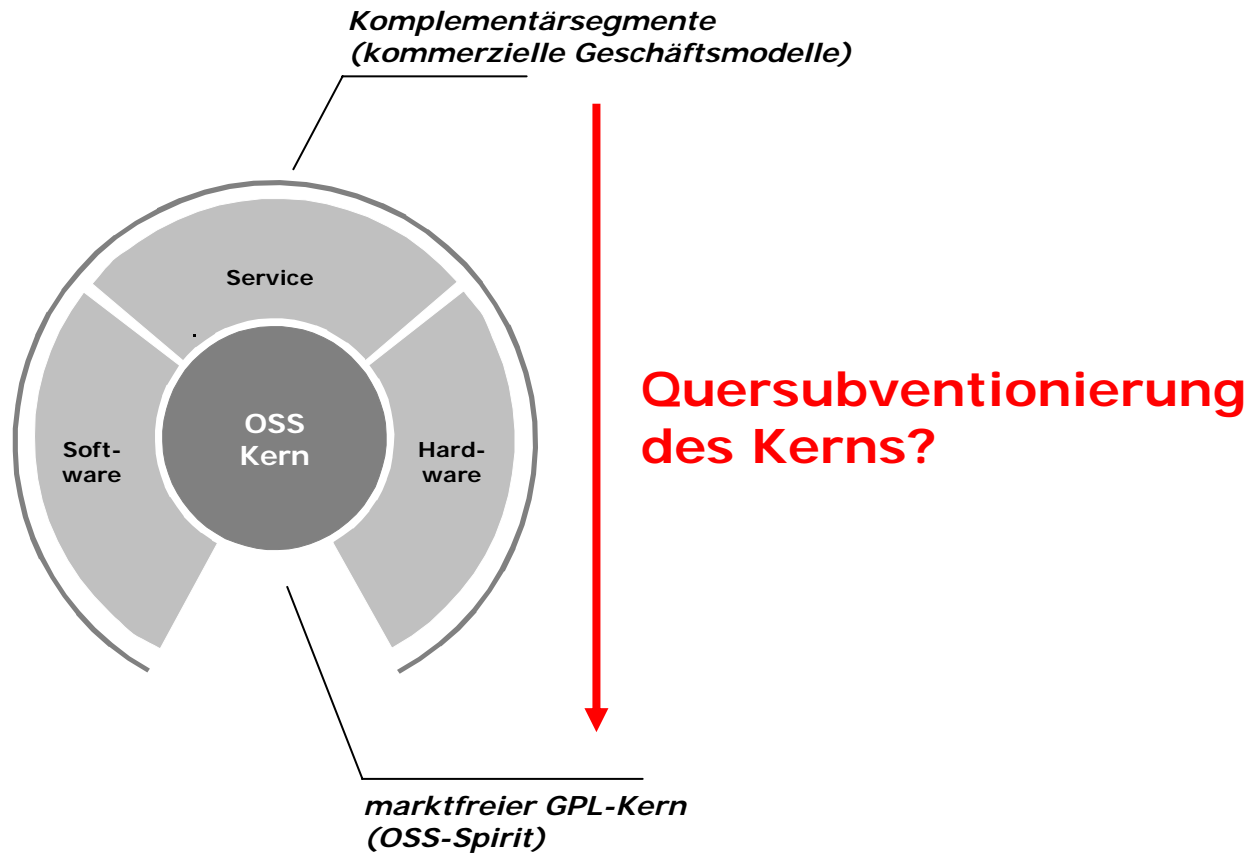 Komplementärsegmente
(kommerzielle Geschäftsmodelle)
Service
OSS
Kern
Soft-
ware
Hard-
ware
Quersubventionierung
des Kerns?
marktfreier GPL-Kern
(OSS-Spirit)